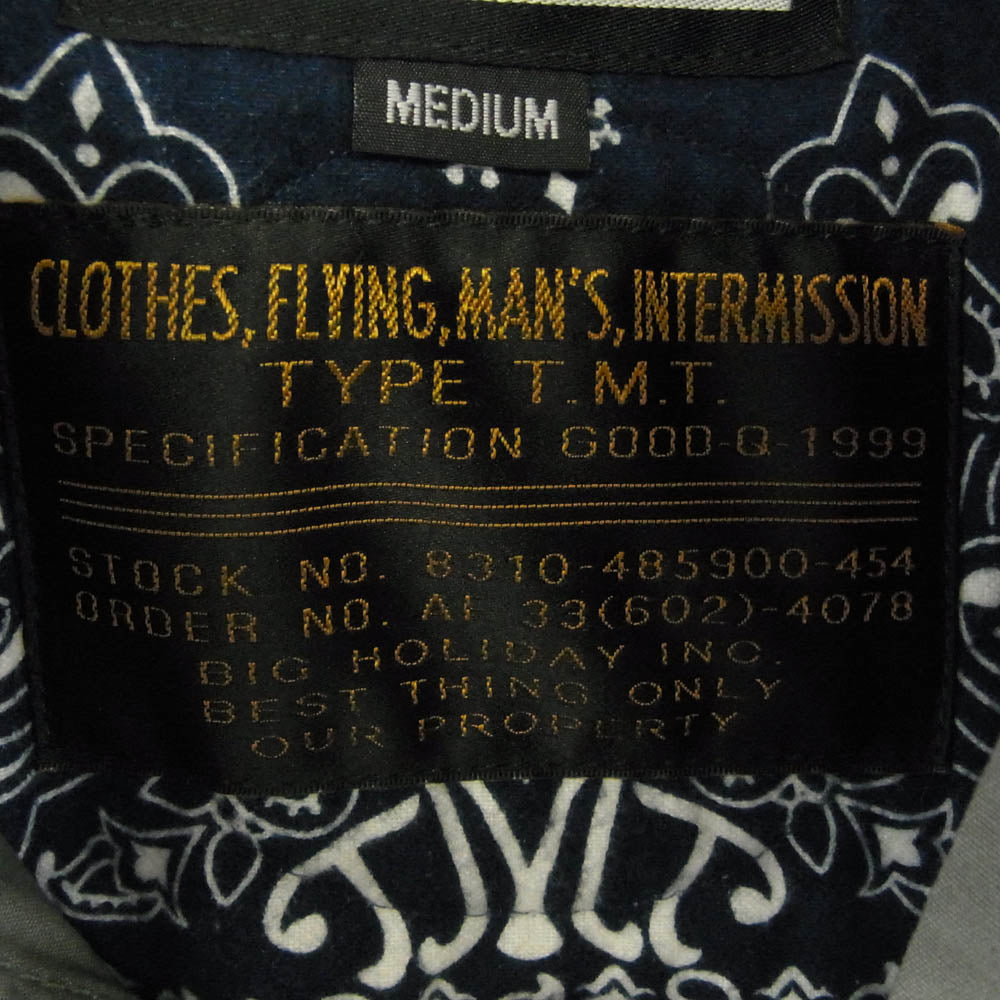 MEDIUM
CLOTHES, FLYING, MAN'S, INTERMISSION
TYPE T.M.T.
SPECIFICATION GOOD-Q-1999
STOCK NO. 8310-485900-454
ORDER NO. AF 33(602)-4078
BIG HOLIDAY INC.
BEST THING ONLY
OUR PROPERTY
TMT